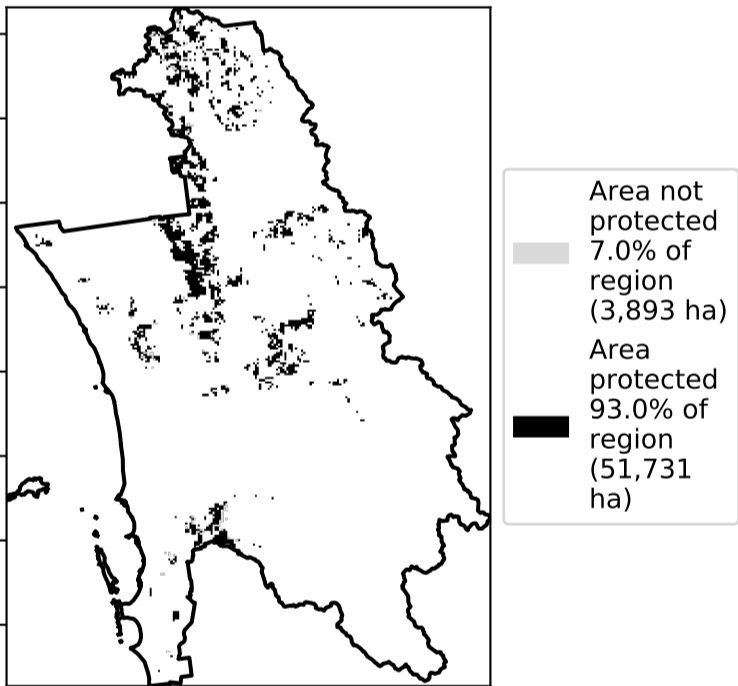 Area not
protected
7.0% of
region
(3,893 ha)
Area
protected
93.0% of
region
(51,731
ha)